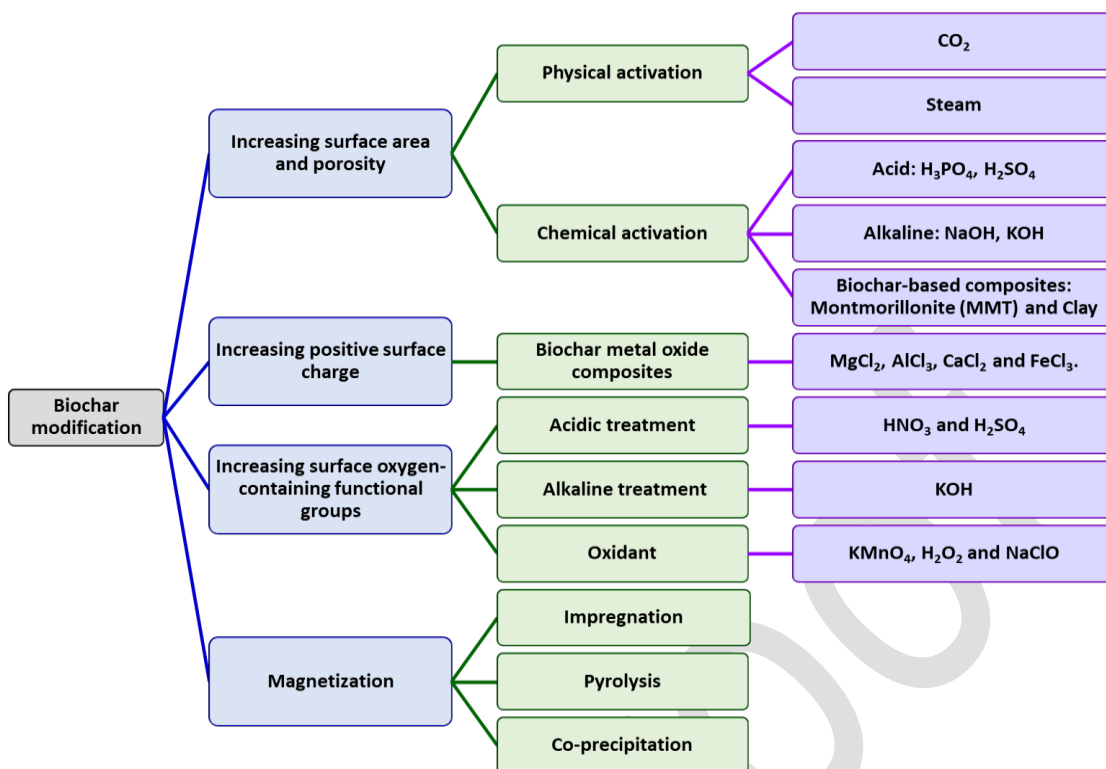 Biochar
modification
Increasing surface area
and porosity
Physical activation
CO₂
Steam
Chemical activation
Acid: H₃PO₄, H₂SO₄
Alkaline: NaOH, KOH
Biochar-based composites:
Montmorillonite (MMT) and Clay
Increasing positive surface
charge
Biochar metal oxide
composites
MgCl₂, AlCl₃, CaCl₂ and FeCl₃.
Increasing surface oxygen-
containing functional
groups
Acidic treatment
HNO₃ and H₂SO₄
Alkaline treatment
KOH
Oxidant
KMnO₄, H₂O₂ and NaClO
Magnetization
Impregnation
Pyrolysis
Co-precipitation